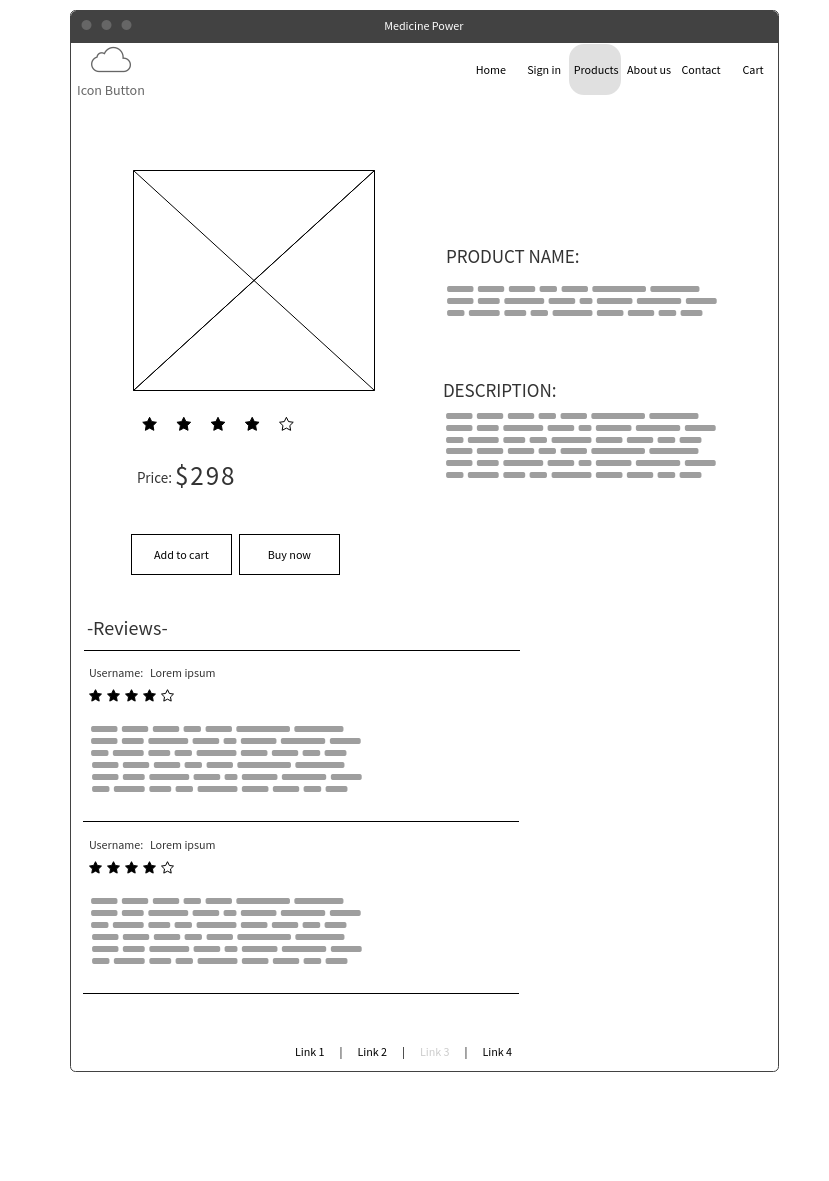 Medicine Power
Icon Button
Home Sign in Products About us Contact Cart
PRODUCT NAME:
DESCRIPTION:
Price: $298
Add to cart Buy now
-Reviews-
Username: Lorem ipsum
Username: Lorem ipsum
Link 1 | Link 2 | Link 3 | Link 4